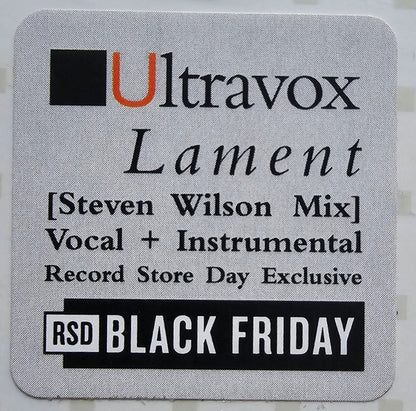 Ultravox
Lament
[Steven Wilson Mix]
Vocal + Instrumental
Record Store Day Exclusive
RSD BLACK FRIDAY